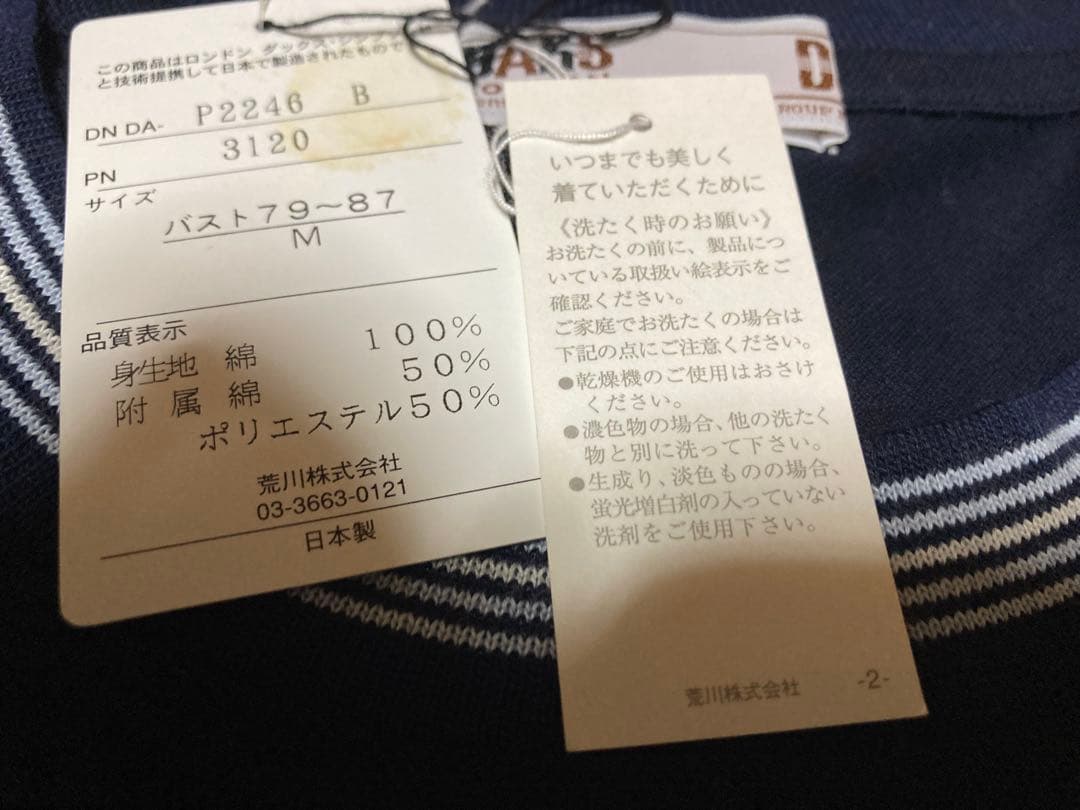 この商品はロンドン ダックス・シンプソン
と技術提携して日本で製造されたもので
DN DA- P2246 B
3120
PN
サイズ
バスト79～87
M
品質表示
身生地 綿 100%
附属 綿 50%
ポリエステル50%
荒川株式会社
03-3663-0121
日本製
D
いつまでも美しく
着ていただくために
《洗たく時のお願い》
お洗たくの前に、製品につ
いている取扱い絵表示をご
確認ください。
ご家庭でお洗たくの場合は
下記の点にご注意ください。
●乾燥機のご使用はおさけ
ください。
●濃色物の場合、他の洗たく
物と別に洗って下さい。
●生成り、淡色ものの場合、
蛍光増白剤の入っていない
洗剤をご使用下さい。
荒川株式会社 -2-